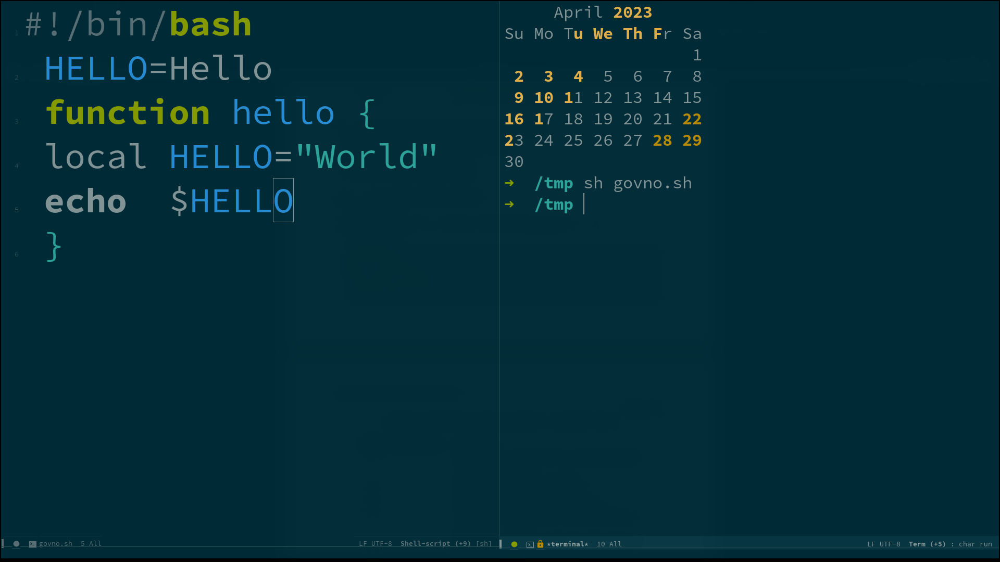 1 #!/bin/bash
2 HELLO=Hello
3 function hello {
4 local HELLO="World"
5 echo  $HELLO
6 }
govno.sh  5 All
LF UTF-8  Shell-script (+9) [sh]
April 2023
Su Mo Tu We Th Fr Sa
1
2 3 4 5 6 7 8
9 10 11 12 13 14 15
16 17 18 19 20 21 22
23 24 25 26 27 28 29
30
➜  /tmp sh govno.sh
➜  /tmp
*terminal*  10 All
LF UTF-8  Term (+5) : char run